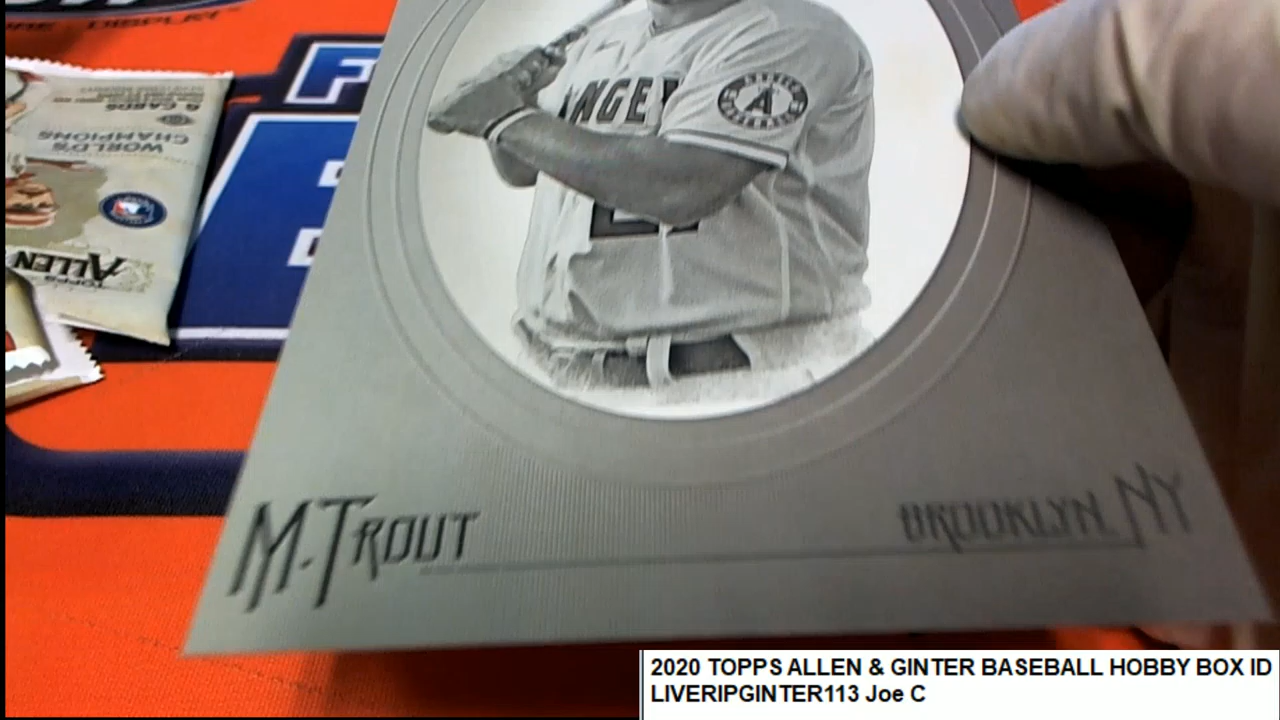 6 CARDS
WORLD'S
CHAMPIONS
TOPPS
ALLEN
F
ANGE
A
M. TROUT
BROOKLYN, NY
2020 TOPPS ALLEN & GINTER BASEBALL HOBBY BOX ID
LIVERIPGINTER113 Joe C